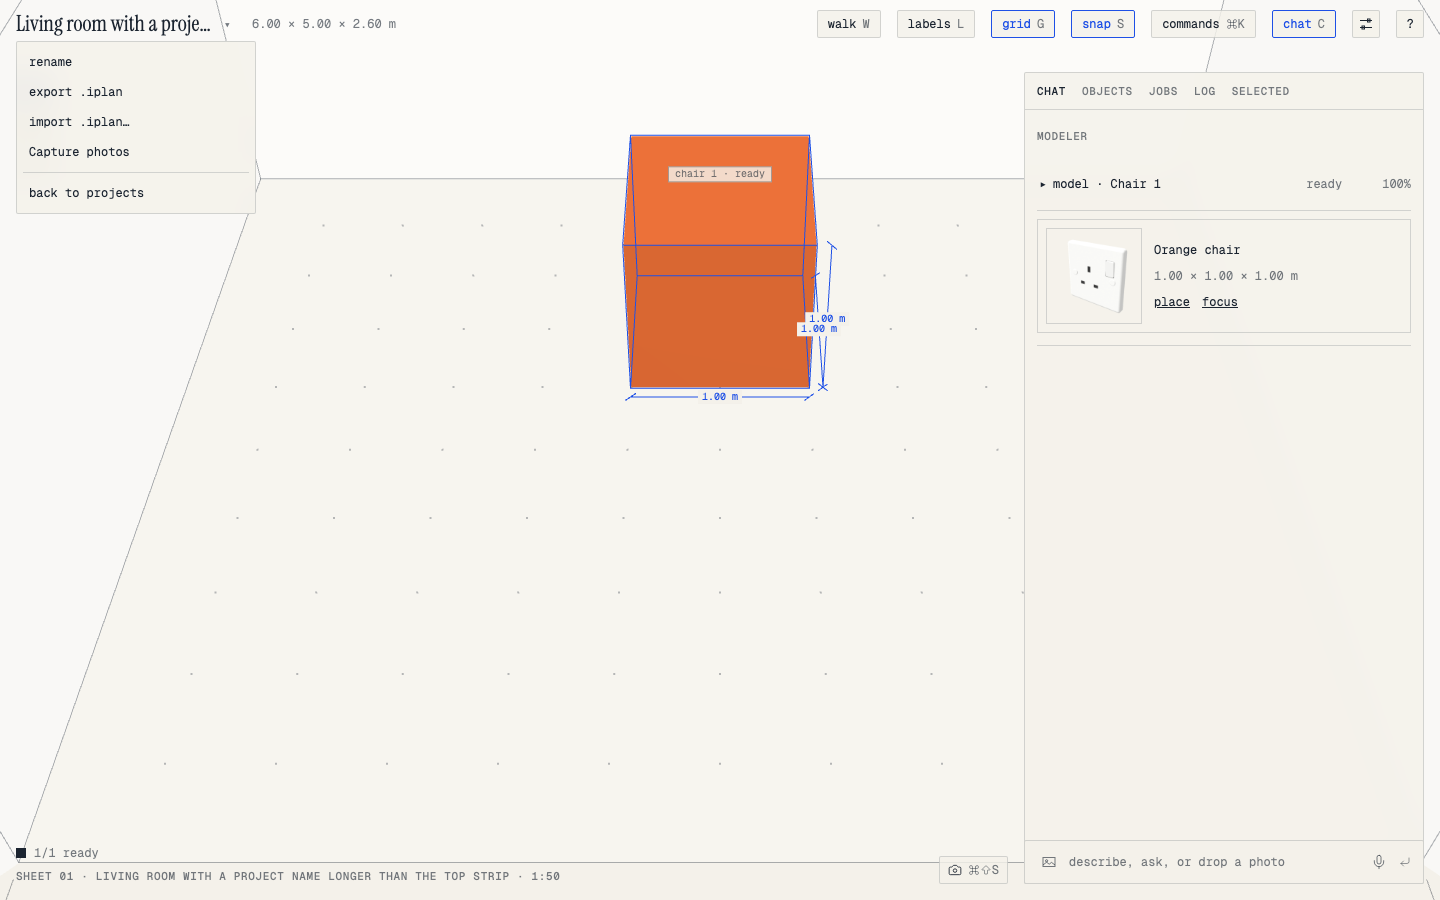 Living room with a proje… ▾ 6.00 × 5.00 × 2.60 m
walk W labels L grid G snap S commands ⌘K chat C ?
rename
export .iplan
import .iplan…
Capture photos
back to projects
chair 1 · ready
1.00 m
1.00 m
1.00 m
CHAT OBJECTS JOBS LOG SELECTED
MODELER
▸ model · Chair 1 ready 100%
Orange chair
1.00 × 1.00 × 1.00 m
place focus
describe, ask, or drop a photo
1/1 ready
⌘⇧S
SHEET 01 · LIVING ROOM WITH A PROJECT NAME LONGER THAN THE TOP STRIP · 1:50